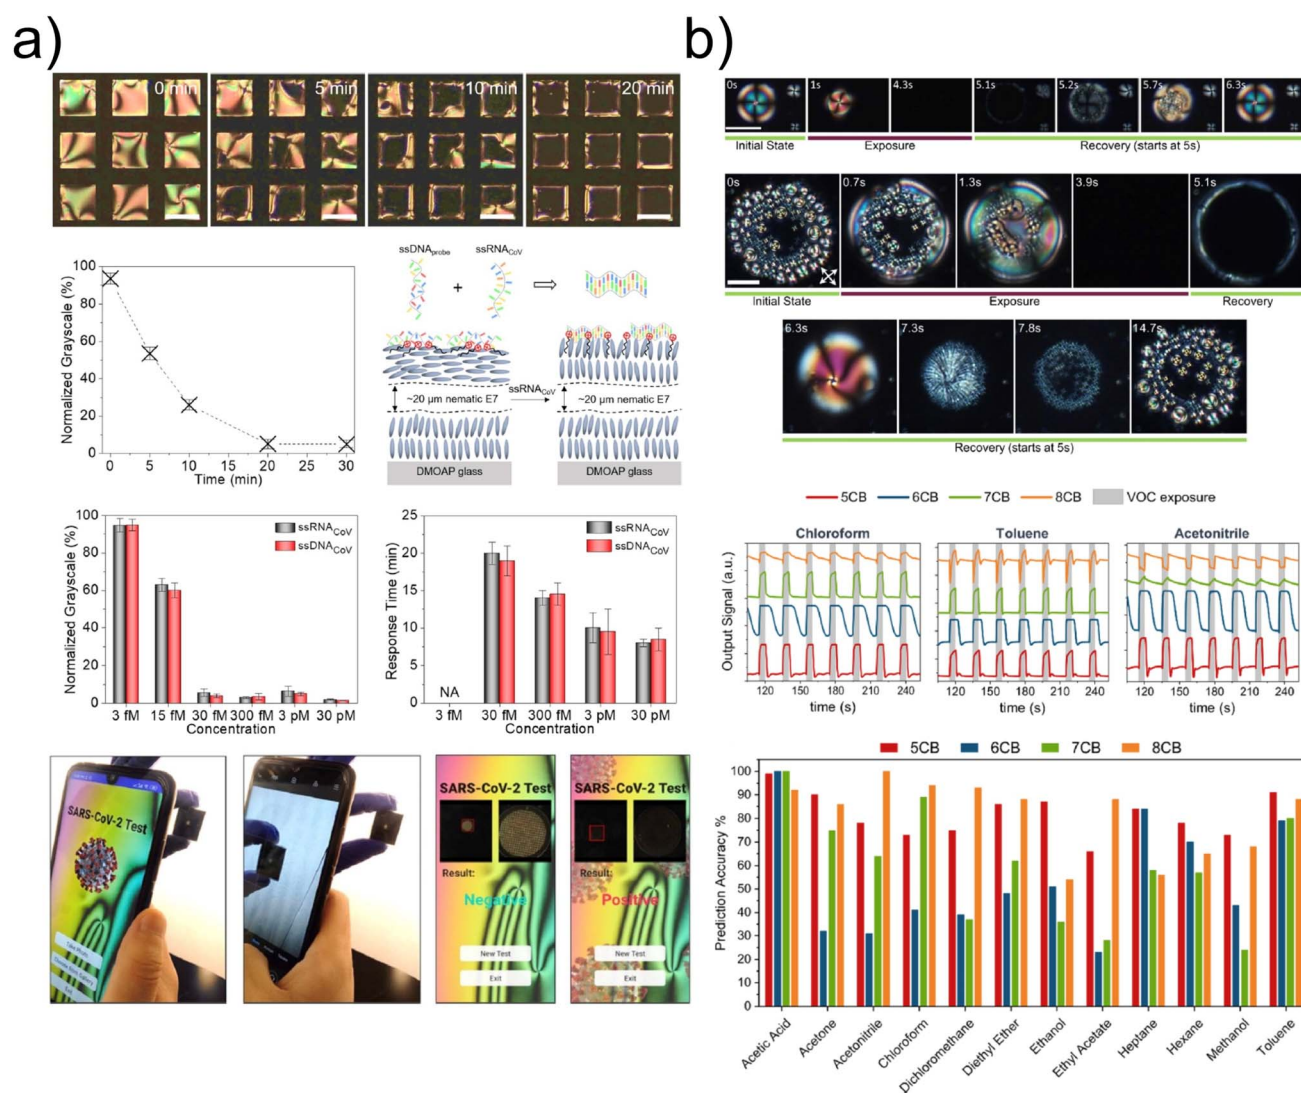 a)
b)
0 min
5 min
10 min
20 min
Normalized Grayscale (%)
100
80
60
40
20
0
0 5 10 15 20 25 30
Time (min)
ssDNAprobe
ssRNACoV
+
ssRNACoV
~20 µm nematic E7
~20 µm nematic E7
DMOAP glass
DMOAP glass
Normalized Grayscale (%)
100
80
60
40
20
0
ssRNACoV
ssDNACoV
3 fM 15 fM 30 fM 300 fM 3 pM 30 pM
Concentration
Response Time (min)
25
20
15
10
5
0
ssRNACoV
ssDNACoV
NA
3 fM 30 fM 300 fM 3 pM 30 pM
Concentration
SARS-CoV-2 Test
Take Photo
Exit
SARS-CoV-2 Test
Result:
Negative
New Test
Exit
SARS-CoV-2 Test
Result:
Positive
New Test
Exit
0s
1s
4.3s
5.1s
5.2s
5.7s
6.3s
Initial State
Exposure
Recovery (starts at 5s)
0s
0.7s
1.3s
3.9s
5.1s
Initial State
Exposure
Recovery
6.3s
7.3s
7.8s
14.7s
Recovery (starts at 5s)
5CB 6CB 7CB 8CB VOC exposure
Chloroform
Toluene
Acetonitrile
Output Signal (a.u.)
120 150 180 210 240
120 150 180 210 240
120 150 180 210 240
time (s)
time (s)
time (s)
5CB 6CB 7CB 8CB
Prediction Accuracy %
100
90
80
70
60
50
40
30
20
10
0
Acetic Acid
Acetone
Acetonitrile
Chloroform
Dichloromethane
Diethyl Ether
Ethanol
Ethyl Acetate
Heptane
Hexane
Methanol
Toluene